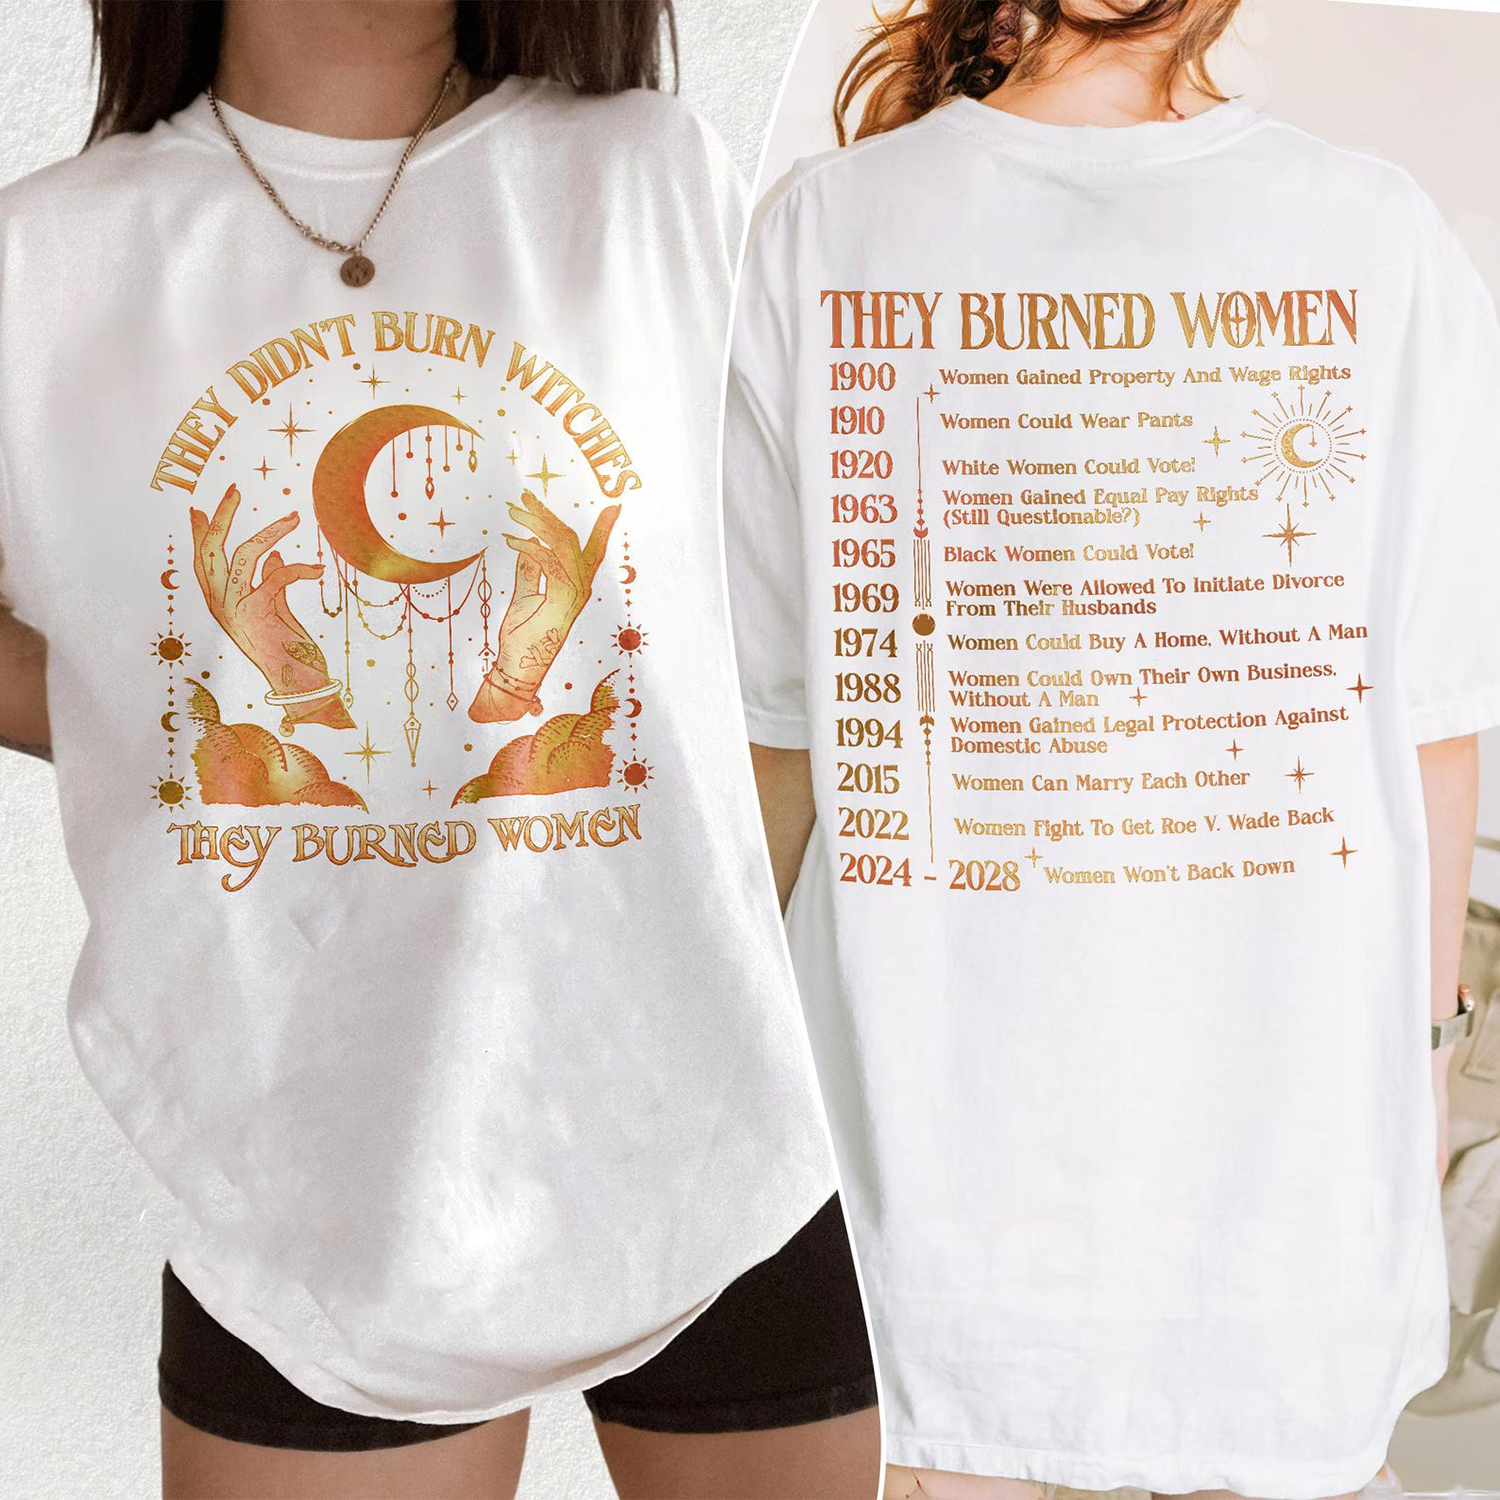 THEY DIDN'T BURN WITCHES
THEY BURNED WOMEN
THEY BURNED WOMEN
1900 Women Gained Property And Wage Rights
1910 Women Could Wear Pants
1920 White Women Could Vote!
1963 Women Gained Equal Pay Rights
(Still Questionable?)
1965 Black Women Could Vote!
1969 Women Were Allowed To Initiate Divorce
From Their Husbands
1974 Women Could Buy A Home, Without A Man
1988 Women Could Own Their Own Business,
Without A Man
1994 Women Gained Legal Protection Against
Domestic Abuse
2015 Women Can Marry Each Other
2022 Women Fight To Get Roe V. Wade Back
2024 - 2028 Women Won't Back Down